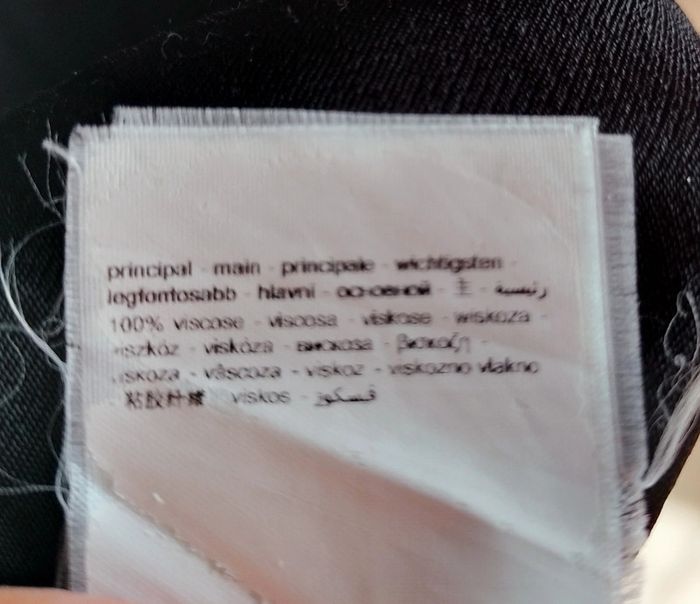 principal - main - principale - wichtigsten -
legfontosabb - hlavní - основной - 主 - رئيسية
100% viscose - viscosa - viskose - wiskoza -
viszkóz - viskóza - вискоза - βισκόζη -
viskoza - vâscoza - viskoz - viskozno vlakno
- 粘胶纤维 viskos - فسكوز